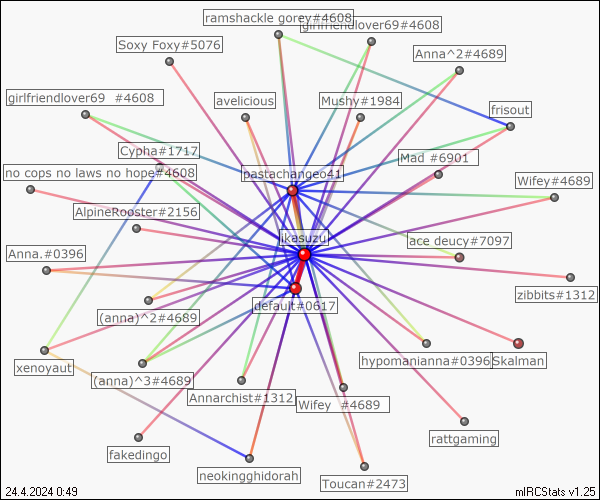 ramshackle gorey#4608
girlfriendlover69#4608
Soxy Foxy#5076
Anna^2#4689
girlfriendlover69 #4608
avelicious
Mushy#1984
frisout
Cypha#1717
Mad #6901
no cops no laws no hope#4608
pastachangeo41
Wifey#4689
AlpineRooster#2156
ikasuzu
ace deucy#7097
Anna.#0396
zibbits#1312
default#0617
(anna)^2#4689
xenoyaut
hypomanianna#0396
Skalman
(anna)^3#4689
Annarchist#1312
Wifey #4689
rattgaming
fakedingo
neokingghidorah
Toucan#2473
24.4.2024 0:49
mIRCStats v1.25